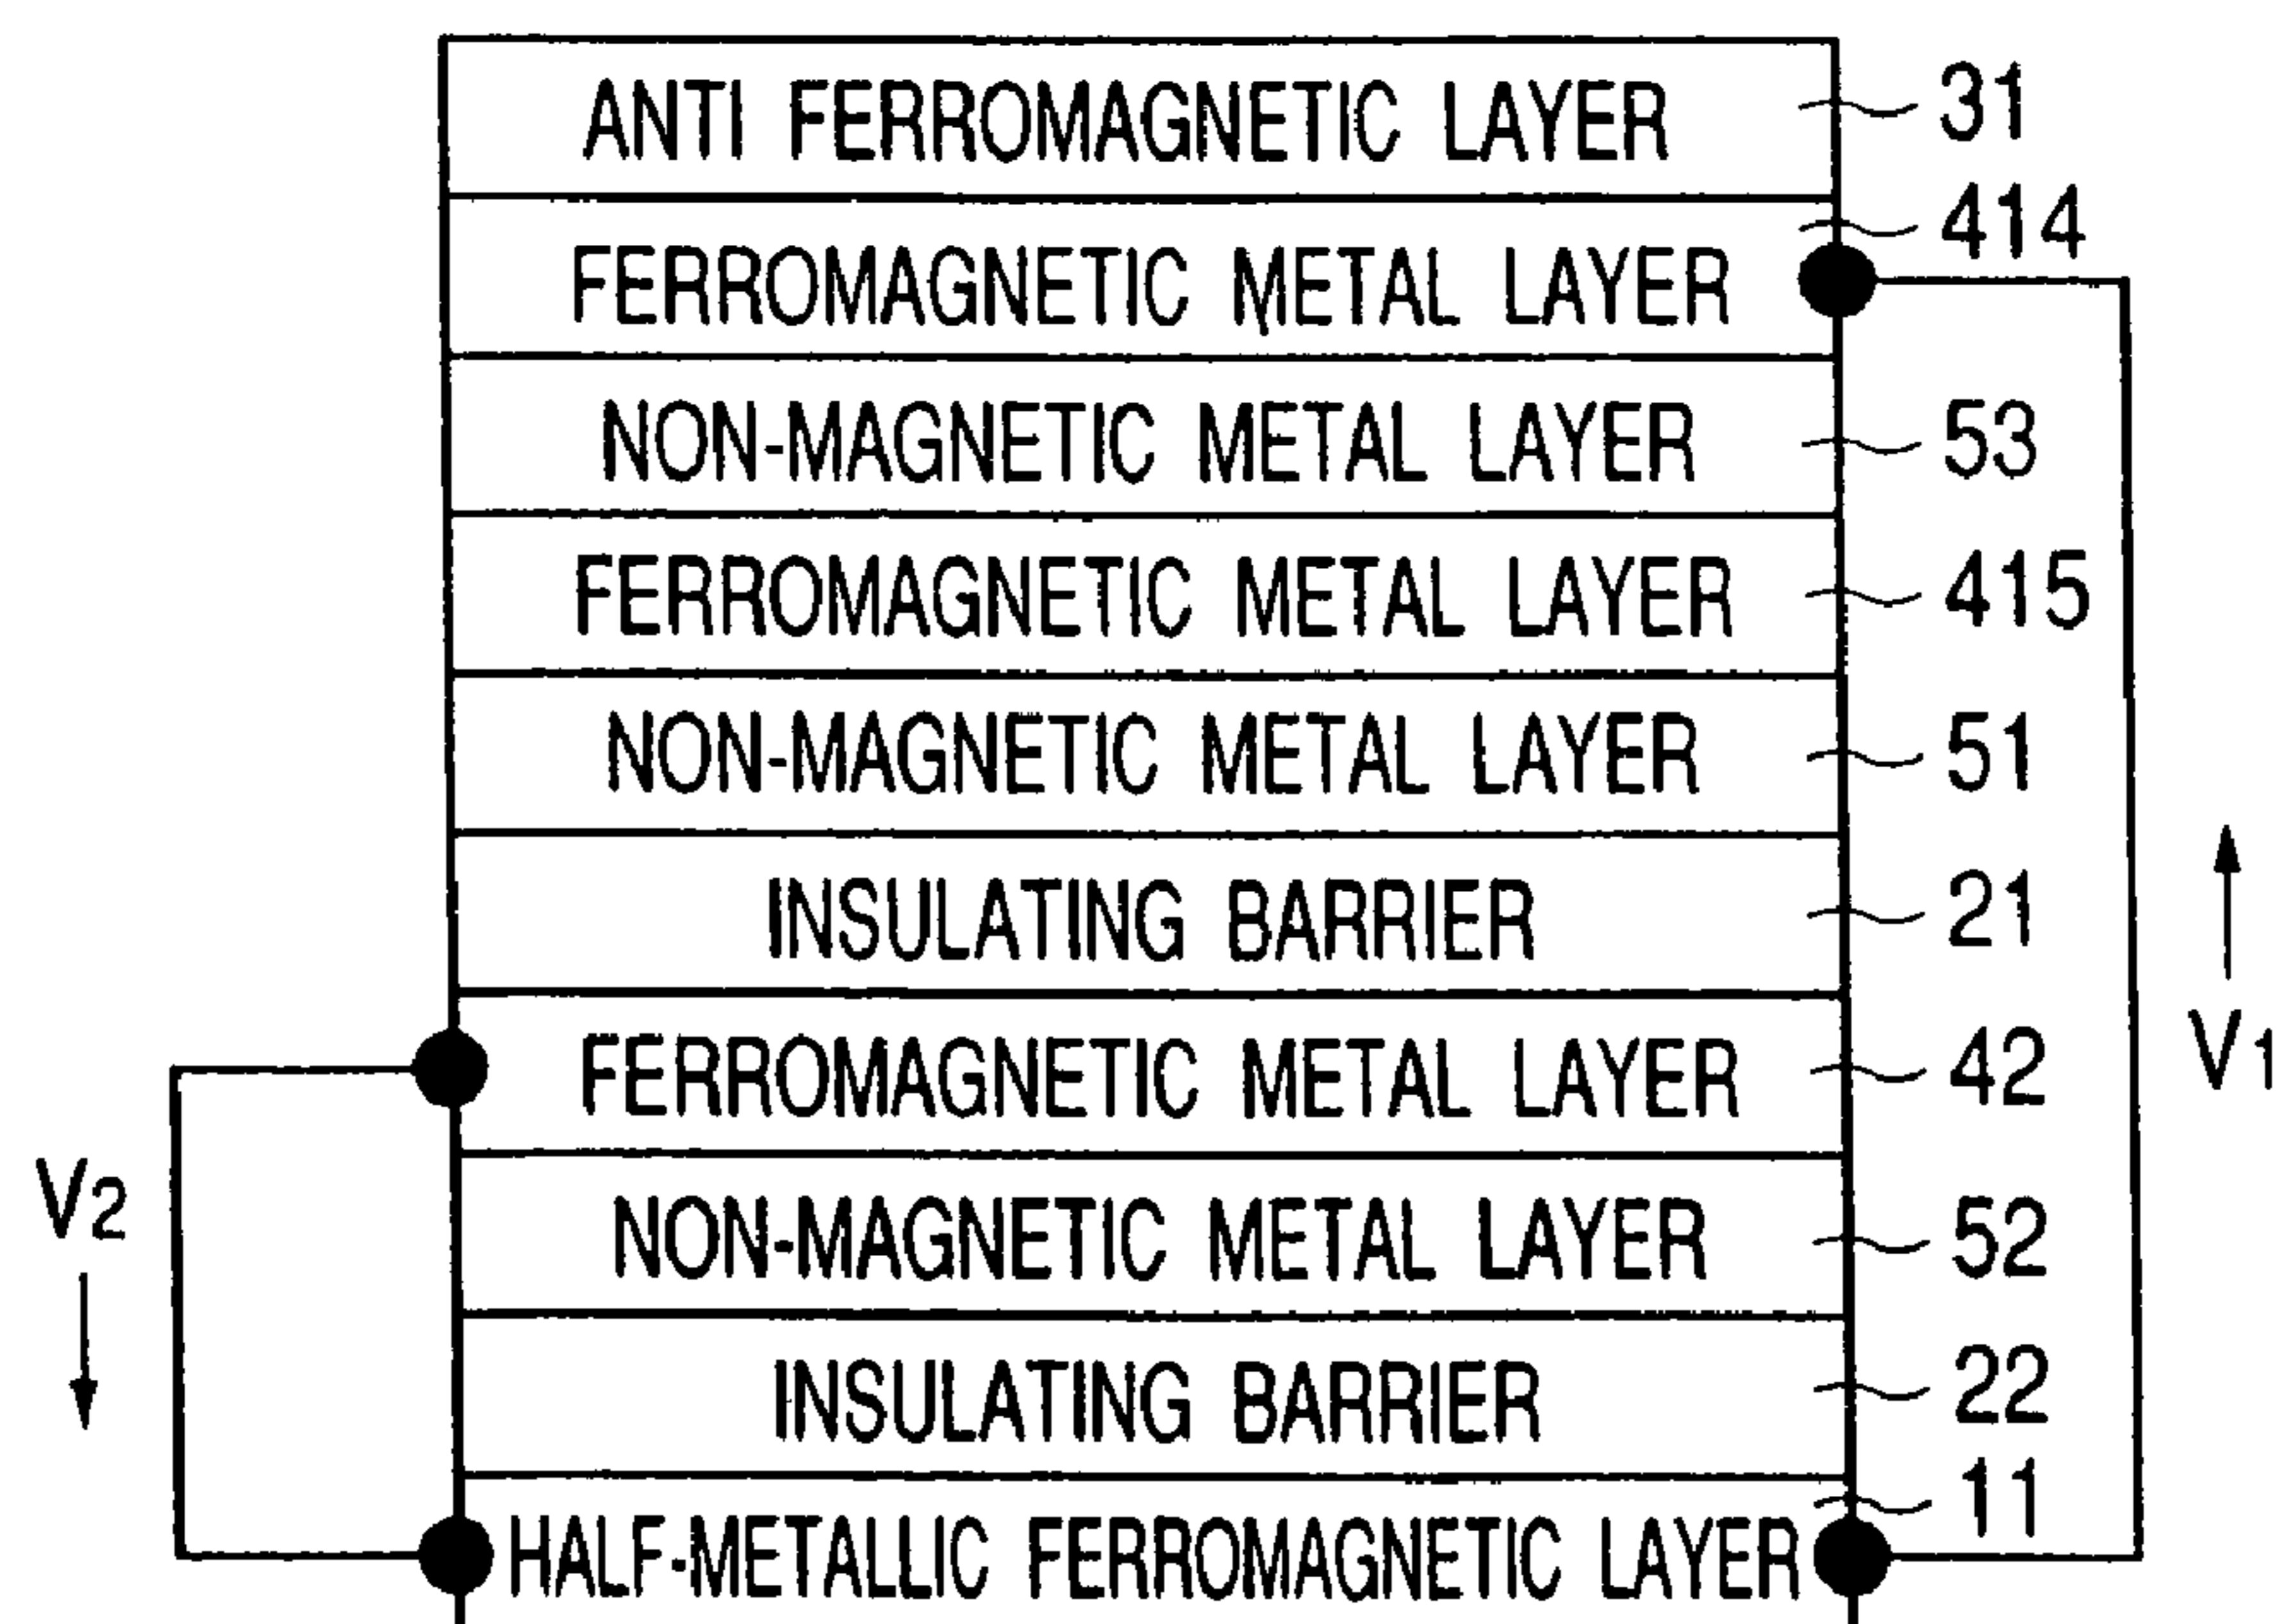 ANTI FERROMAGNETIC LAYER 31
414
FERROMAGNETIC METAL LAYER
NON-MAGNETIC METAL LAYER 53
FERROMAGNETIC METAL LAYER 415
NON-MAGNETIC METAL LAYER 51
INSULATING BARRIER 21
V1
FERROMAGNETIC METAL LAYER 42
V2
NON-MAGNETIC METAL LAYER 52
INSULATING BARRIER 22
11
HALF-METALLIC FERROMAGNETIC LAYER